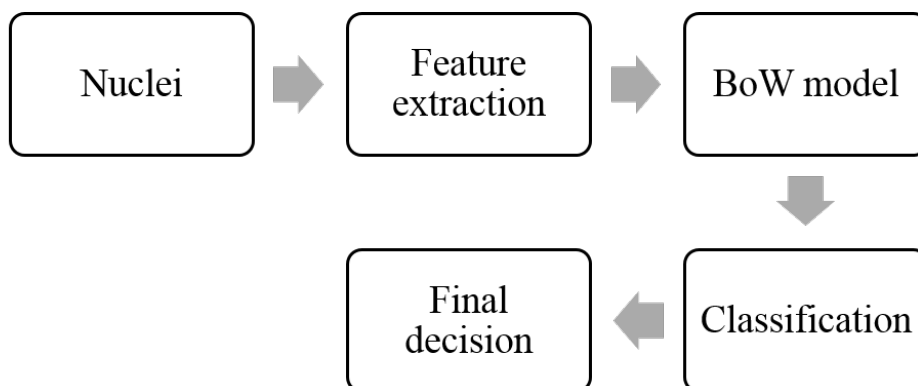 Nuclei
Feature
extraction
BoW model
Classification
Final
decision